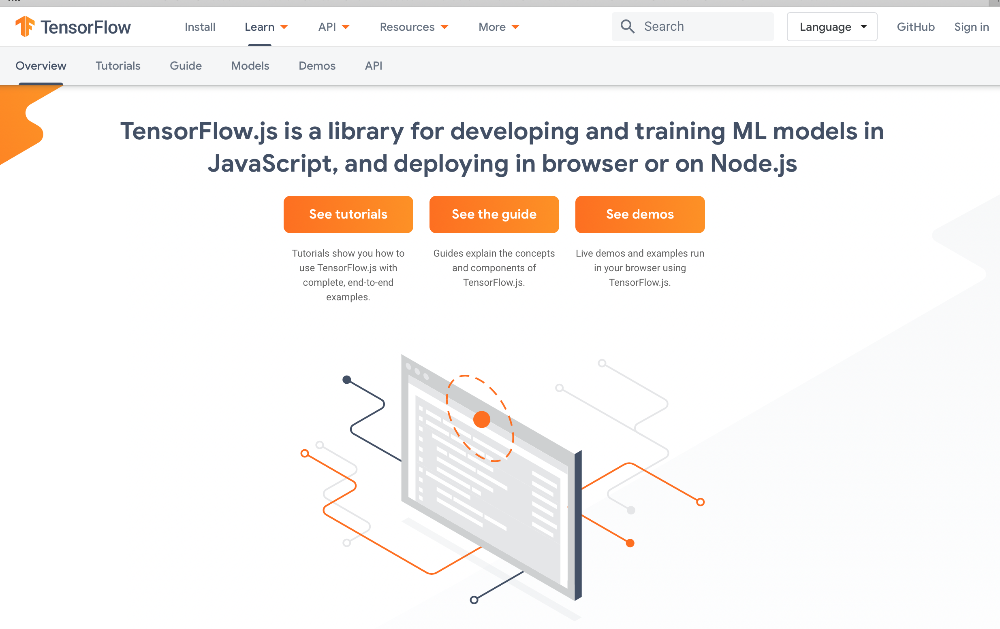 TensorFlow Install Learn API Resources More Search Language GitHub Sign in
Overview Tutorials Guide Models Demos API
TensorFlow.js is a library for developing and training ML models in
JavaScript, and deploying in browser or on Node.js
See tutorials See the guide See demos
Tutorials show you how to
use TensorFlow.js with
complete, end-to-end
examples.
Guides explain the concepts
and components of
TensorFlow.js.
Live demos and examples run
in your browser using
TensorFlow.js.